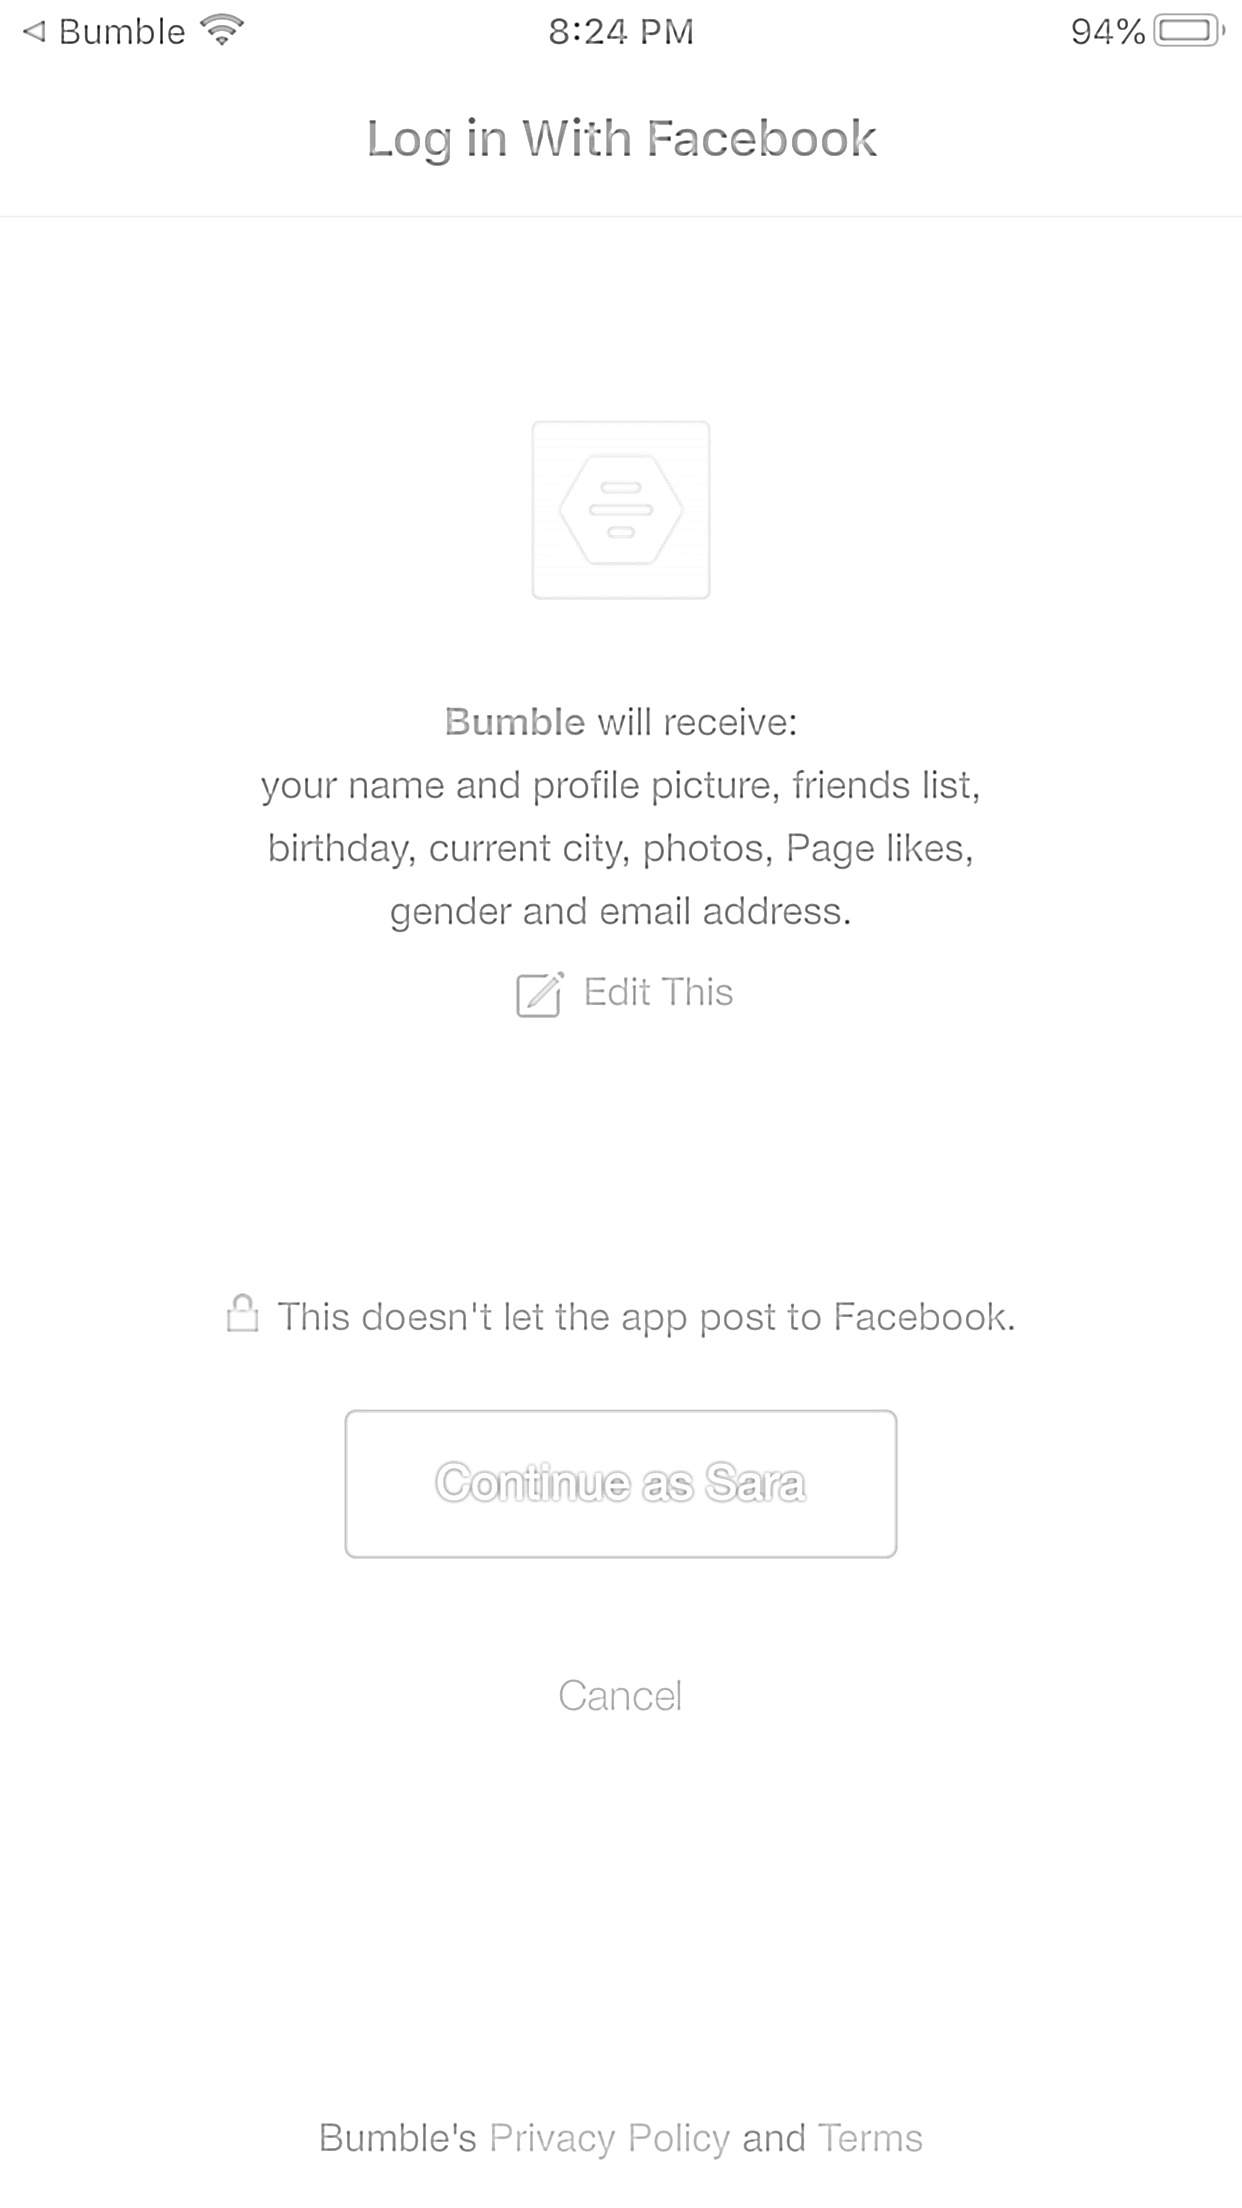 Bumble 8:24 PM 94%
Log in With Facebook
Bumble will receive:
your name and profile picture, friends list,
birthday, current city, photos, Page likes,
gender and email address.
Edit This
This doesn't let the app post to Facebook.
Continue as Sara
Cancel
Bumble's Privacy Policy and Terms